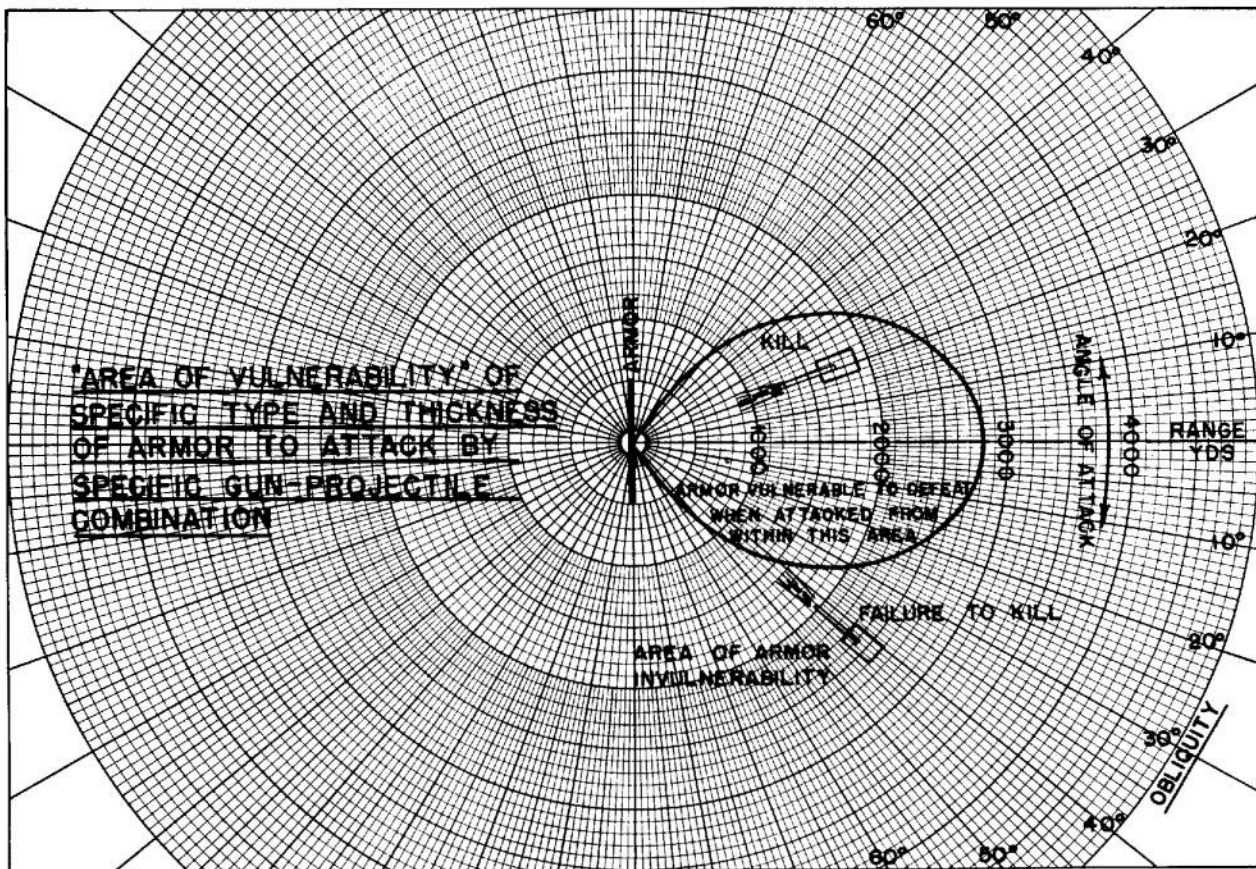 60°
50°
40°
30°
20°
10°
ARMOR
KILL
"AREA OF VULNERABILITY" OF
SPECIFIC TYPE AND THICKNESS
OF ARMOR TO ATTACK BY
SPECIFIC GUN-PROJECTILE
COMBINATION
1000
2000
3000
4000
ANGLE OF ATTACK
RANGE
YDS
ARMOR VULNERABLE TO DEFEAT
WHEN ATTACKED FROM
WITHIN THIS AREA
10°
FAILURE TO KILL
20°
AREA OF ARMOR
INVULNERABILITY
30°
OBLIQUITY
40°
60°
50°